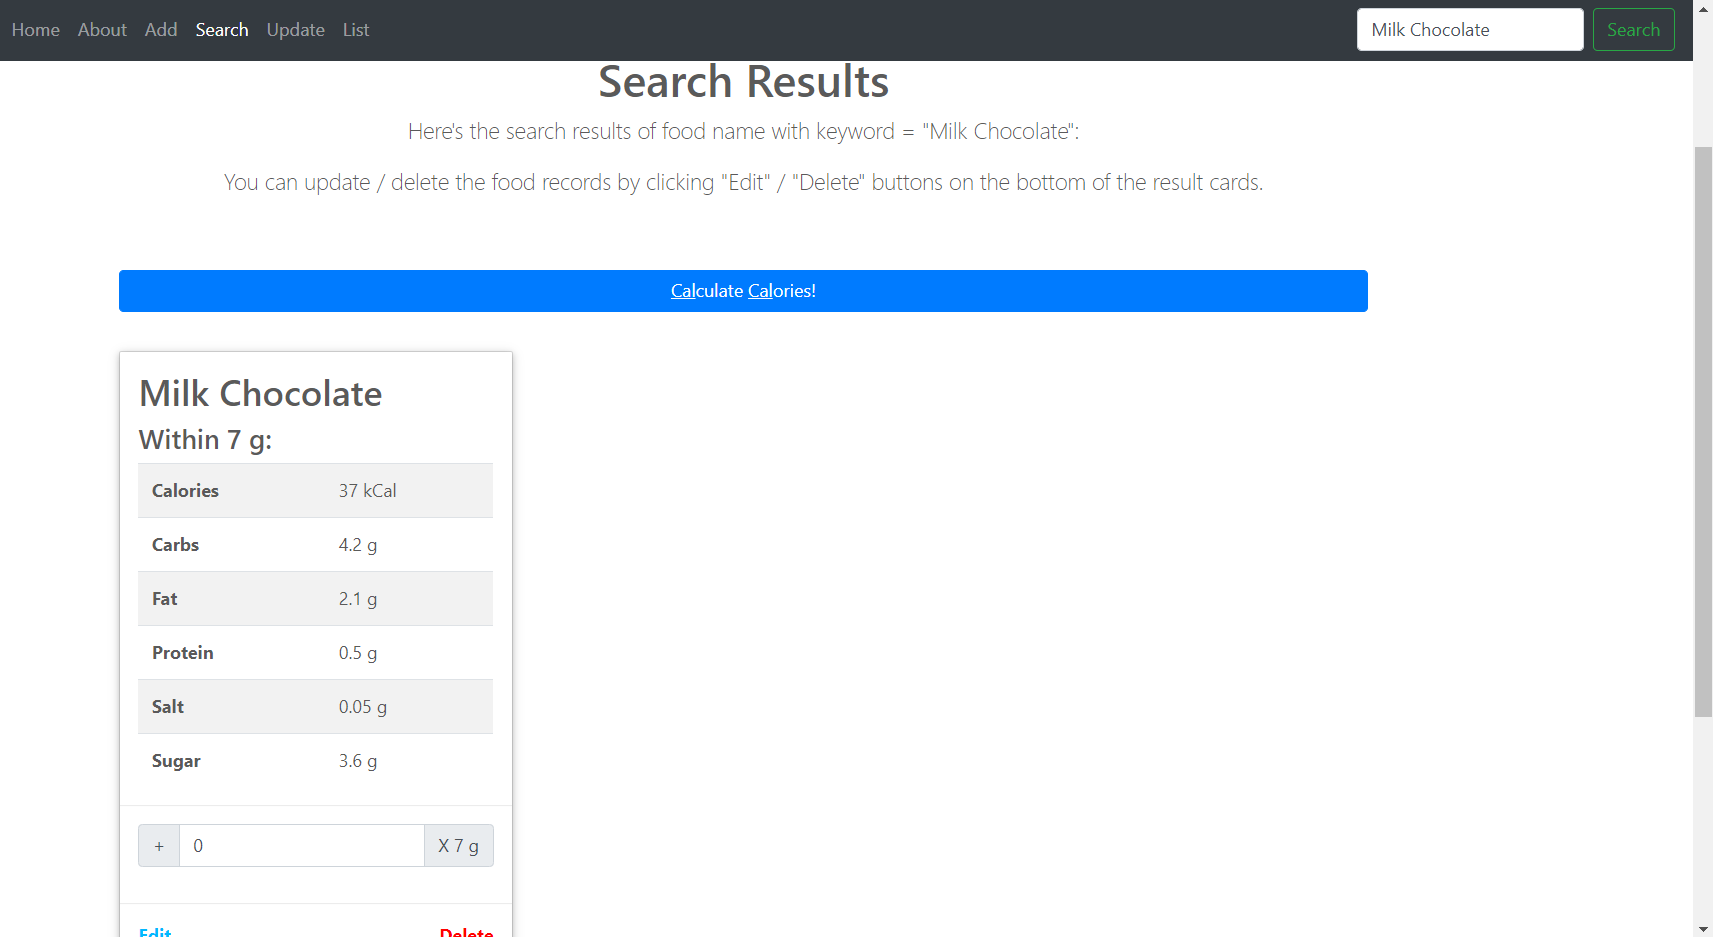 Home About Add Search Update List Milk Chocolate Search
Search Results
Here's the search results of food name with keyword = "Milk Chocolate":
You can update / delete the food records by clicking "Edit" / "Delete" buttons on the bottom of the result cards.
Calculate Calories!
Milk Chocolate
Within 7 g:
Calories 37 kCal
Carbs 4.2 g
Fat 2.1 g
Protein 0.5 g
Salt 0.05 g
Sugar 3.6 g
+ 0 X 7 g
Edit Delete